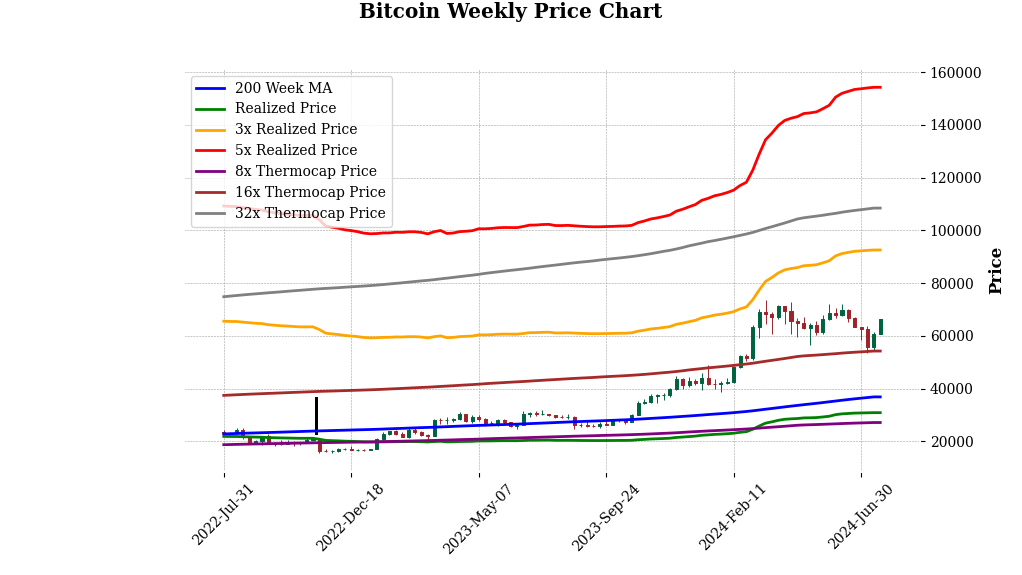 Bitcoin Weekly Price Chart
200 Week MA
Realized Price
3x Realized Price
5x Realized Price
8x Thermocap Price
16x Thermocap Price
32x Thermocap Price
160000
140000
120000
100000
80000
60000
40000
20000
Price
2022-Jul-31
2022-Dec-18
2023-May-07
2023-Sep-24
2024-Feb-11
2024-Jun-30